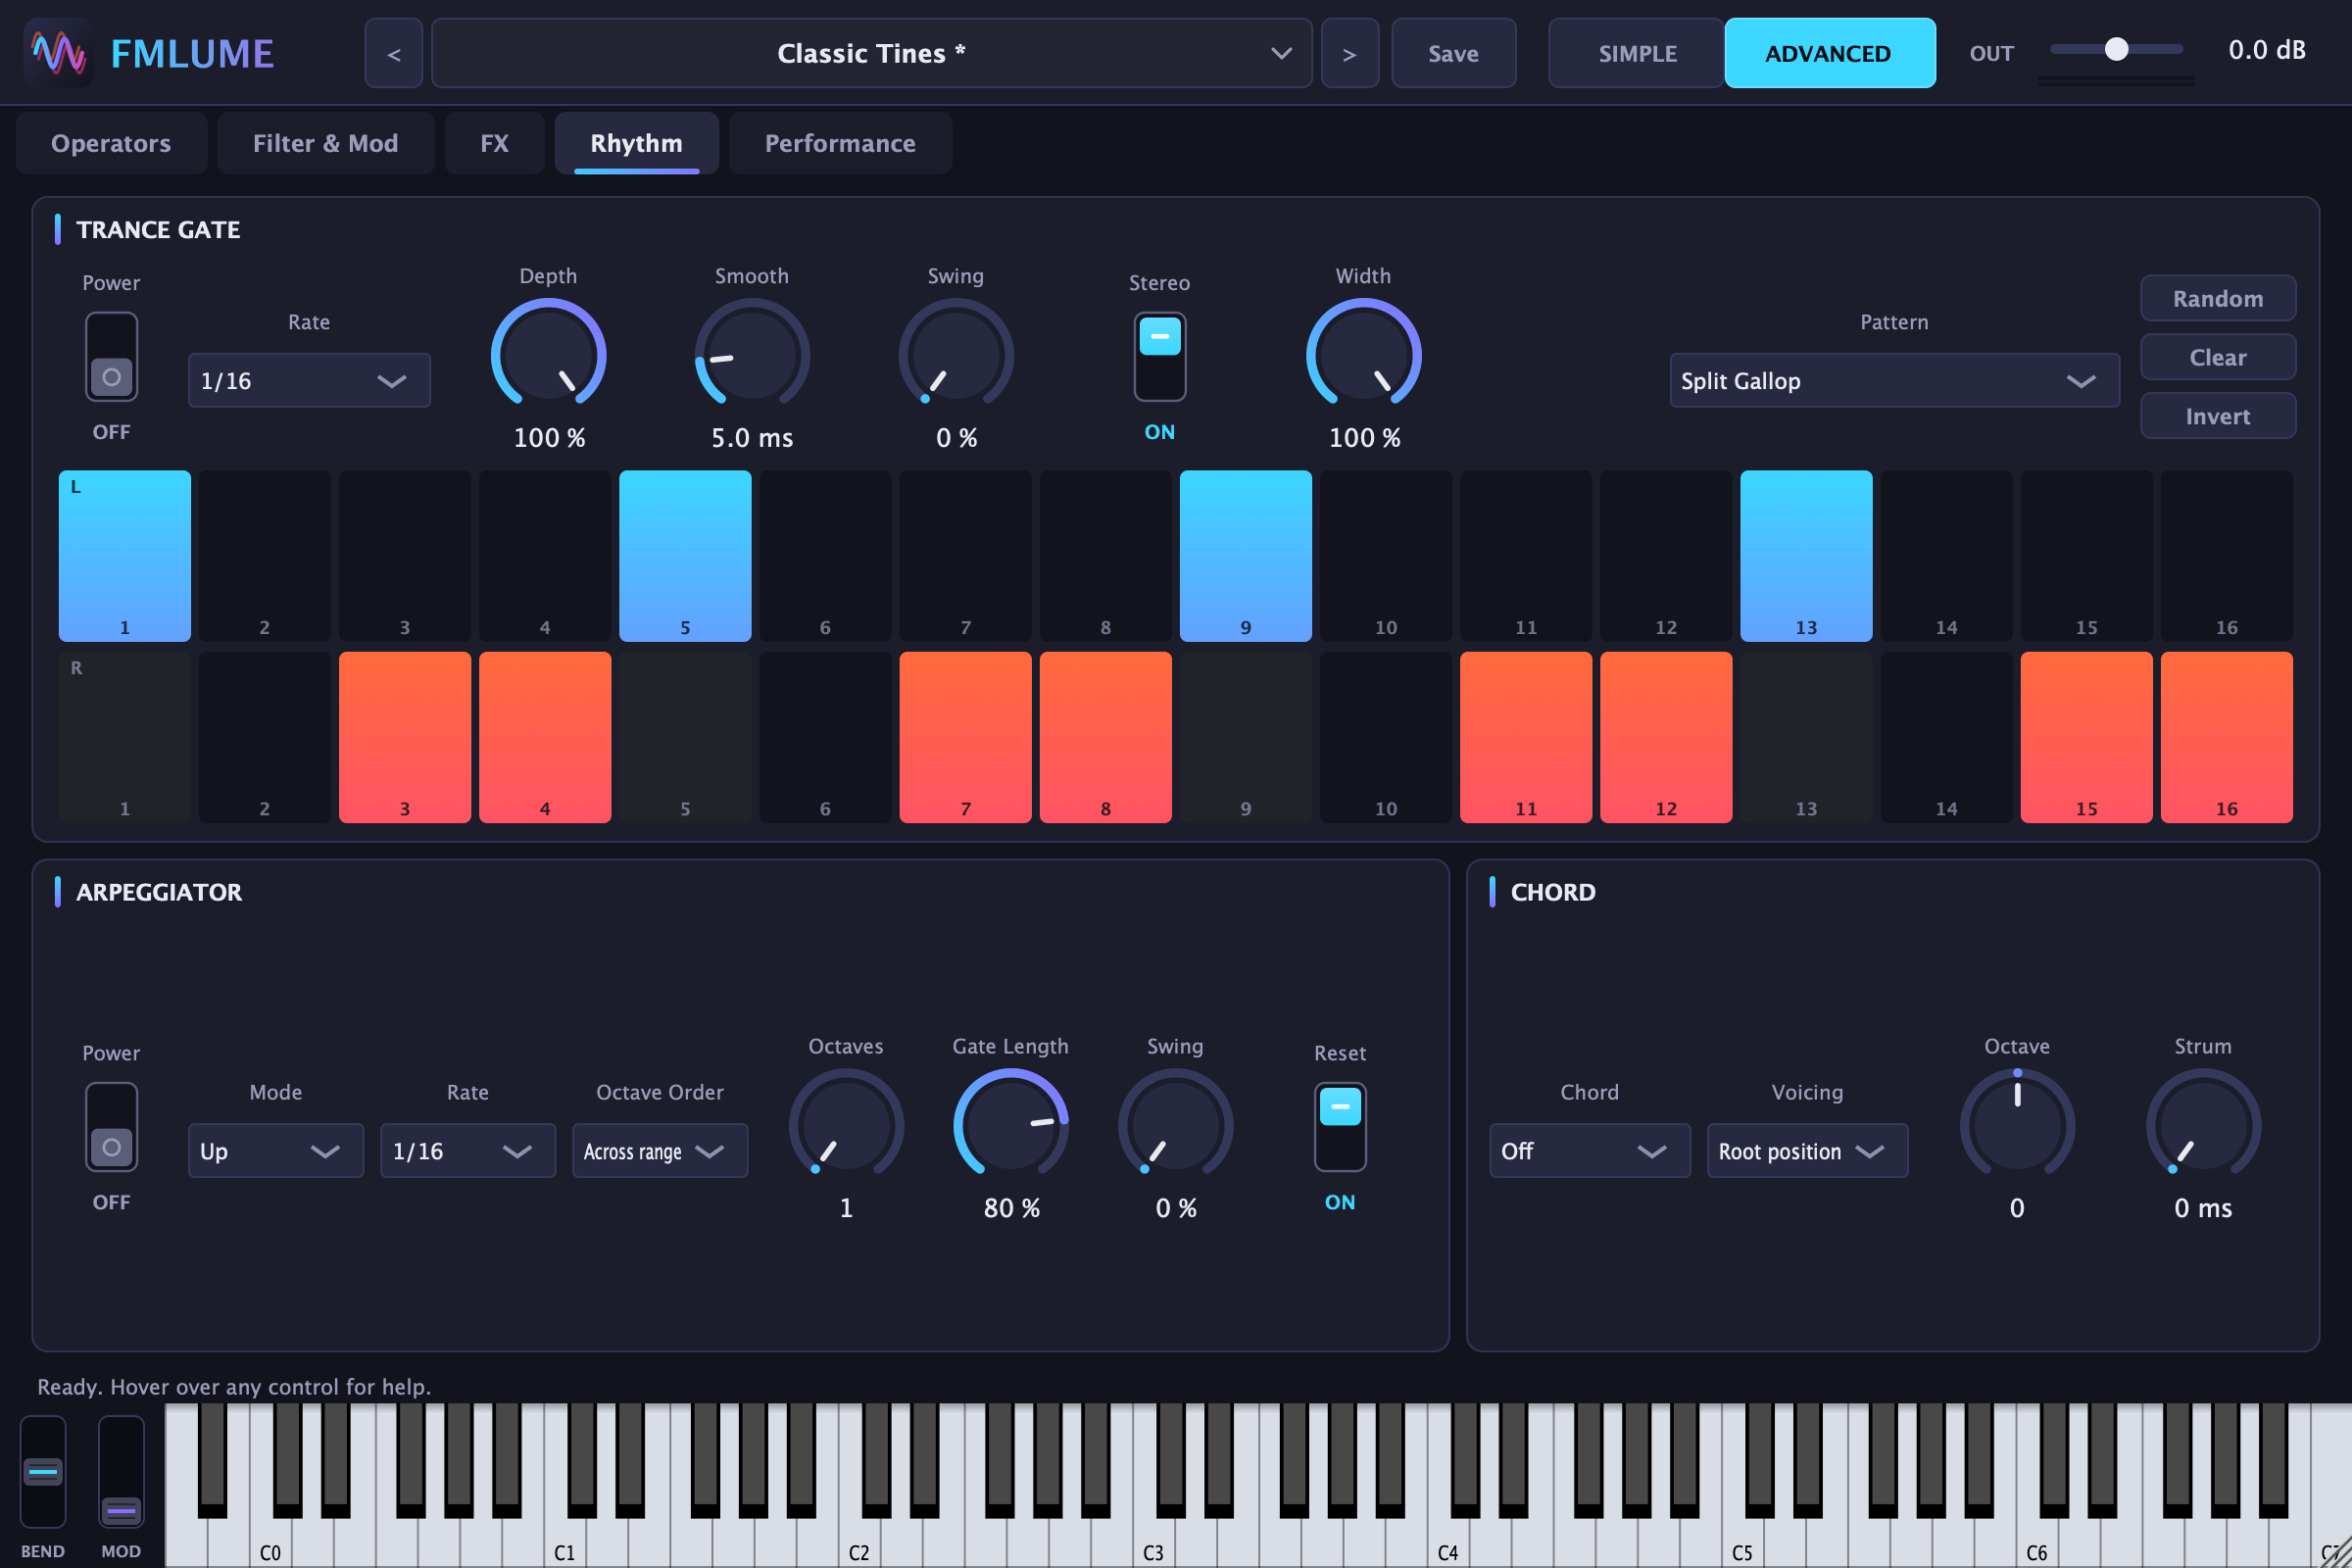 FMLUME
<
Classic Tines *
>
Save
SIMPLE
ADVANCED
OUT
0.0 dB
Operators
Filter & Mod
FX
Rhythm
Performance
TRANCE GATE
Power
OFF
Rate
1/16
Depth
100 %
Smooth
5.0 ms
Swing
0 %
Stereo
ON
Width
100 %
Pattern
Split Gallop
Random
Clear
Invert
L
1 2 3 4 5 6 7 8 9 10 11 12 13 14 15 16
R
1 2 3 4 5 6 7 8 9 10 11 12 13 14 15 16
ARPEGGIATOR
Power
OFF
Mode
Up
Rate
1/16
Octave Order
Across range
Octaves
1
Gate Length
80 %
Swing
0 %
Reset
ON
CHORD
Chord
Off
Voicing
Root position
Octave
0
Strum
0 ms
Ready. Hover over any control for help.
BEND
MOD
C0 C1 C2 C3 C4 C5 C6